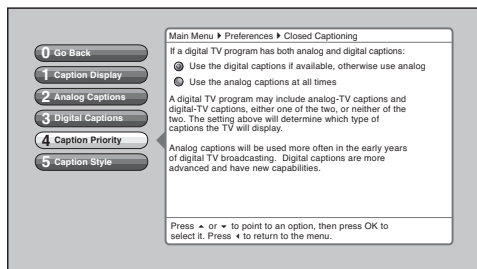 0 Go Back
1 Caption Display
2 Analog Captions
3 Digital Captions
4 Caption Priority
5 Caption Style
Main Menu ▶ Preferences ▶ Closed Captioning
If a digital TV program has both analog and digital captions:
Use the digital captions if available, otherwise use analog
Use the analog captions at all times
A digital TV program may include analog-TV captions and
digital-TV captions, either one of the two, or neither of the
two. The setting above will determine which type of
captions the TV will display.
Analog captions will be used more often in the early years
of digital TV broadcasting. Digital captions are more
advanced and have new capabilities.
Press ▲ or ▼ to point to an option, then press OK to
select it. Press ◀ to return to the menu.